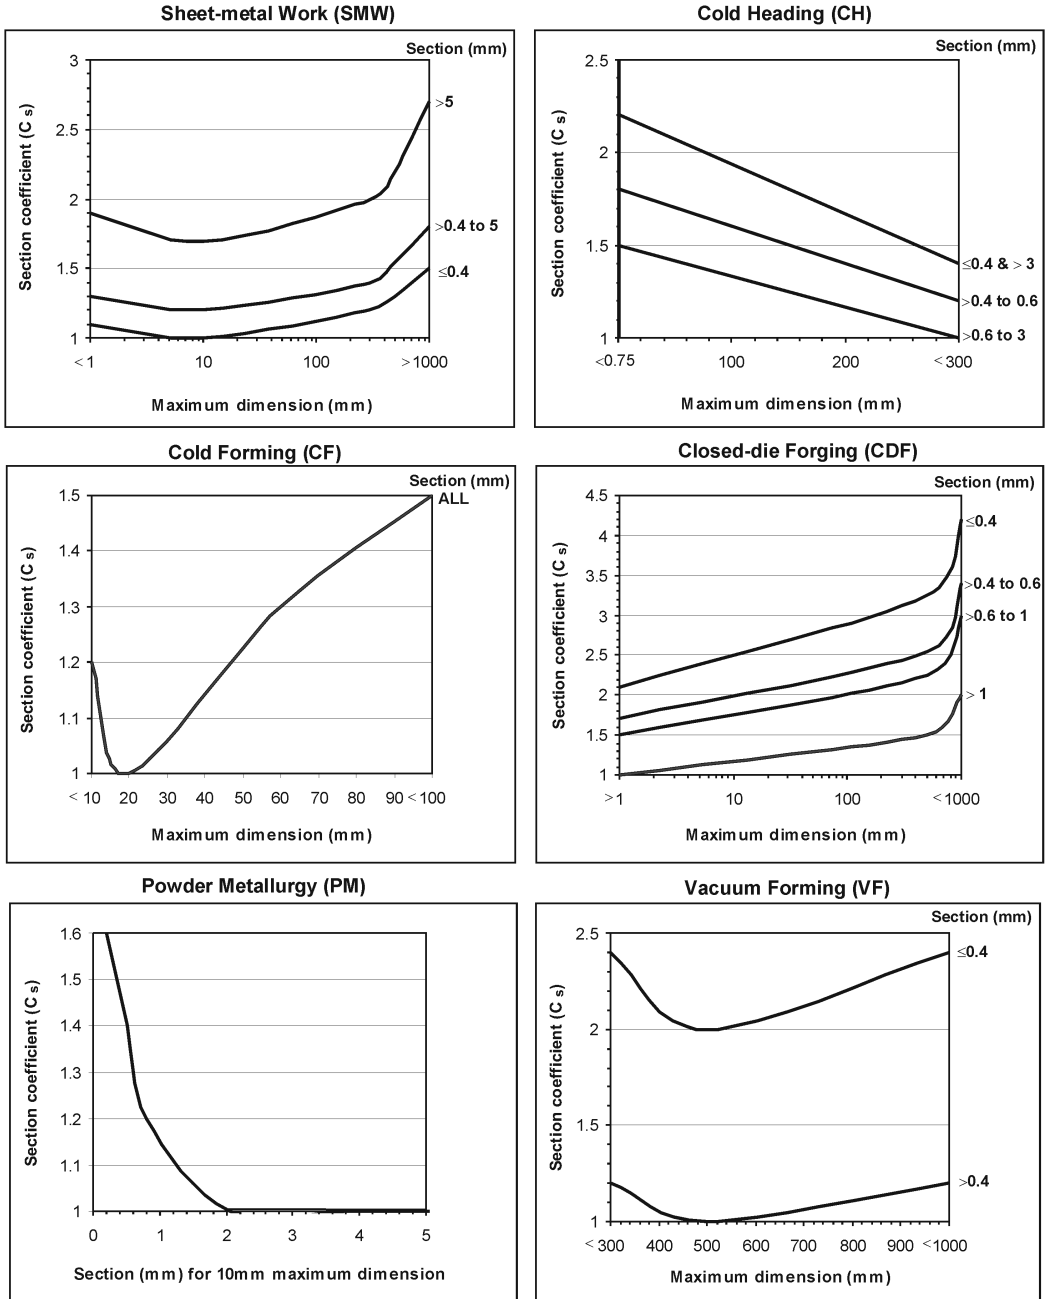 Sheet-metal Work (SMW)
Section (mm)
3
2.5
2
1.5
1
Section coefficient (C s)
>5
>0.4 to 5
≤0.4
<1
10
100
>1000
Maximum dimension (mm)
Cold Heading (CH)
Section (mm)
2.5
2
1.5
1
Section coefficient (C s)
≤0.4 & >3
>0.4 to 0.6
>0.6 to 3
<0.75
100
200
<300
Maximum dimension (mm)
Cold Forming (CF)
Section (mm)
ALL
1.5
1.4
1.3
1.2
1.1
1
Section coefficient (C s)
<10 20 30 40 50 60 70 80 90 <100
Maximum dimension (mm)
Closed-die Forging (CDF)
Section (mm)
4.5
4
3.5
3
2.5
2
1.5
1
Section coefficient (C s)
≤0.4
>0.4 to 0.6
>0.6 to 1
>1
>1
10
100
<1000
Maximum dimension (mm)
Powder Metallurgy (PM)
1.6
1.5
1.4
1.3
1.2
1.1
1
Section coefficient (C s)
0 1 2 3 4 5
Section (mm) for 10mm maximum dimension
Vacuum Forming (VF)
Section (mm)
2.5
2
1.5
1
Section coefficient (C s)
≤0.4
>0.4
<300 400 500 600 700 800 900 <1000
Maximum dimension (mm)